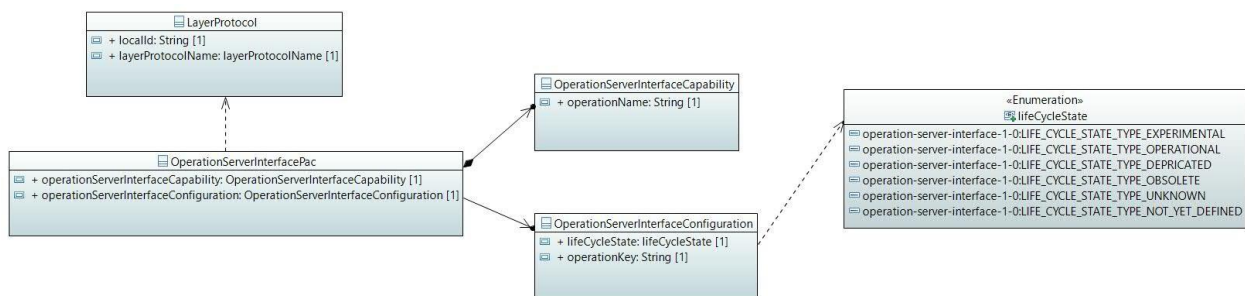 LayerProtocol
+ localId: String [1]
+ layerProtocolName: layerProtocolName [1]
OperationServerInterfaceCapability
+ operationName: String [1]
«Enumeration»
lifeCycleState
operation-server-interface-1-0:LIFE_CYCLE_STATE_TYPE_EXPERIMENTAL
operation-server-interface-1-0:LIFE_CYCLE_STATE_TYPE_OPERATIONAL
operation-server-interface-1-0:LIFE_CYCLE_STATE_TYPE_DEPRICATED
operation-server-interface-1-0:LIFE_CYCLE_STATE_TYPE_OBSOLETE
operation-server-interface-1-0:LIFE_CYCLE_STATE_TYPE_UNKNOWN
operation-server-interface-1-0:LIFE_CYCLE_STATE_TYPE_NOT_YET_DEFINED
OperationServerInterfacePac
+ operationServerInterfaceCapability: OperationServerInterfaceCapability [1]
+ operationServerInterfaceConfiguration: OperationServerInterfaceConfiguration [1]
OperationServerInterfaceConfiguration
+ lifeCycleState: lifeCycleState [1]
+ operationKey: String [1]